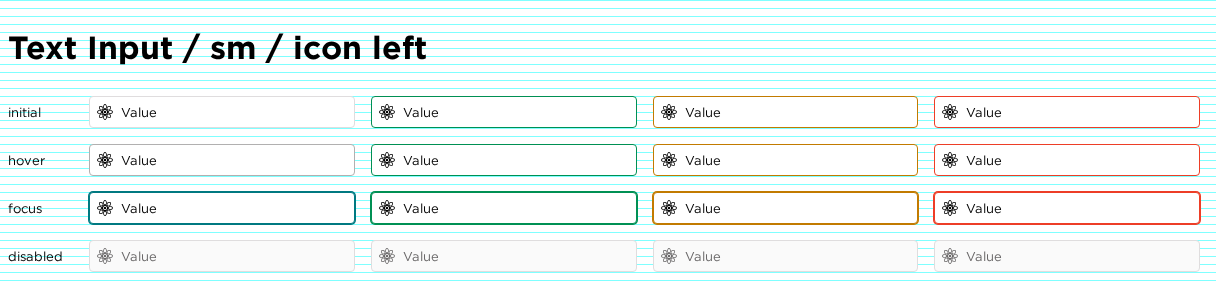 Text Input / sm / icon left
initial Value Value Value Value
hover Value Value Value Value
focus Value Value Value Value
disabled Value Value Value Value